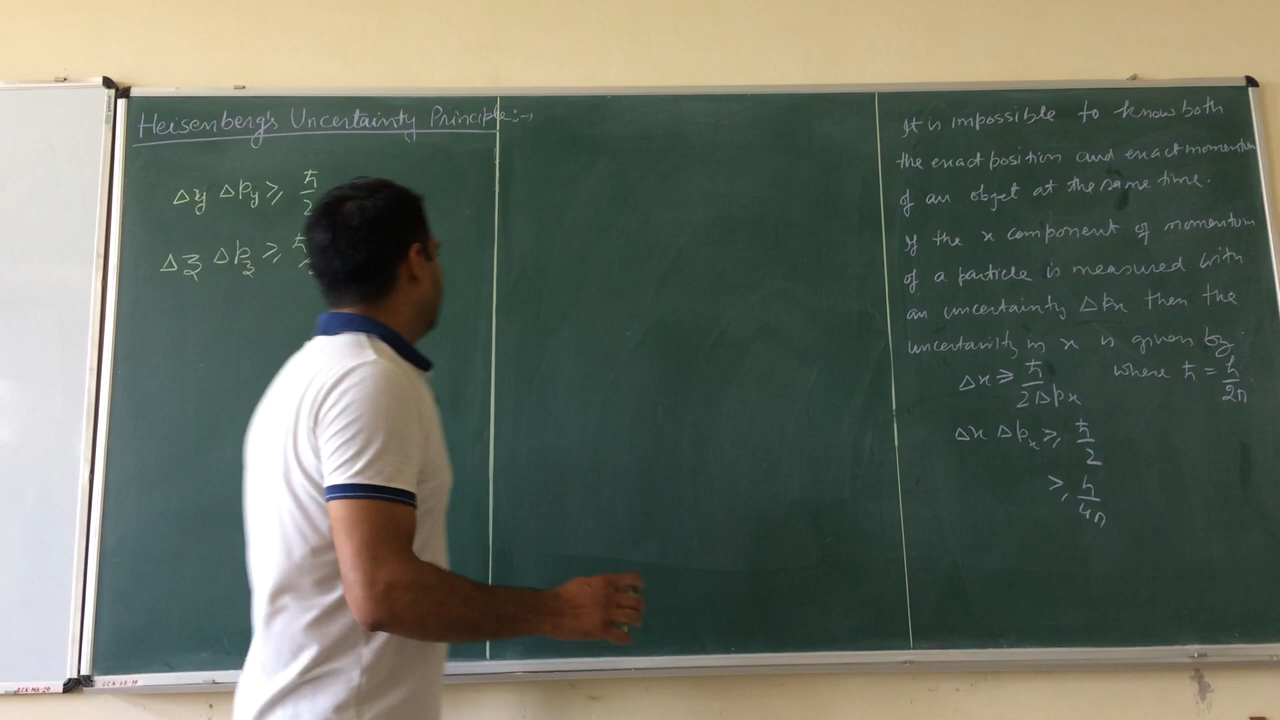 Heisenberg's Uncertainty Principle:-
Δy Δpy ≥ ħ/2
Δz Δpz ≥ ħ
It is impossible to know both
the exact position and exact momentum
of an objet at the same time.
If the x component of momentum
of a particle is measured with
an uncertainty Δpx then the
uncertainity in x is given by
Δx ≥ ħ/2Δpx where ħ = h/2π
Δx Δpx ≥ ħ/2
≥ h/4π